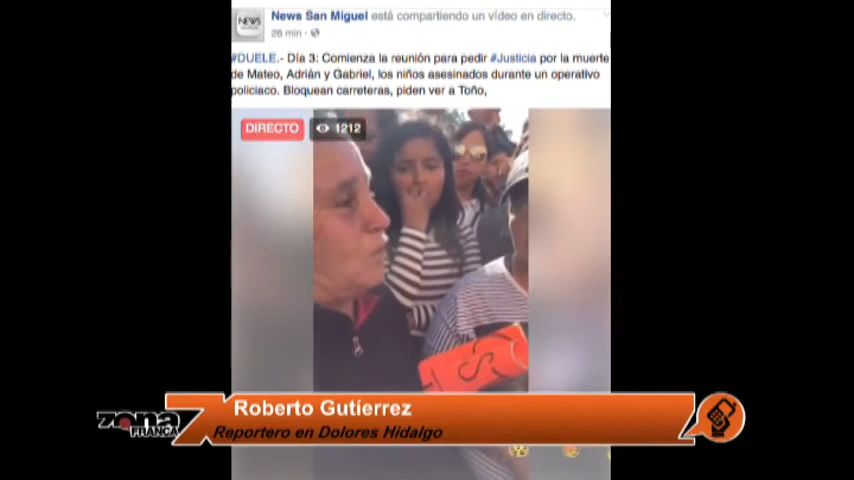 NEWS
News San Miguel está compartiendo un vídeo en directo.
26 min ·
#DUELE.- Día 3: Comienza la reunión para pedir #Justicia por la muerte
de Mateo, Adrián y Gabriel, los niños asesinados durante un operativo
policiaco. Bloquean carreteras, piden ver a Toño,
DIRECTO 1212
Roberto Gutíerrez
Reportero en Dolores Hidalgo
zona
FRANCA